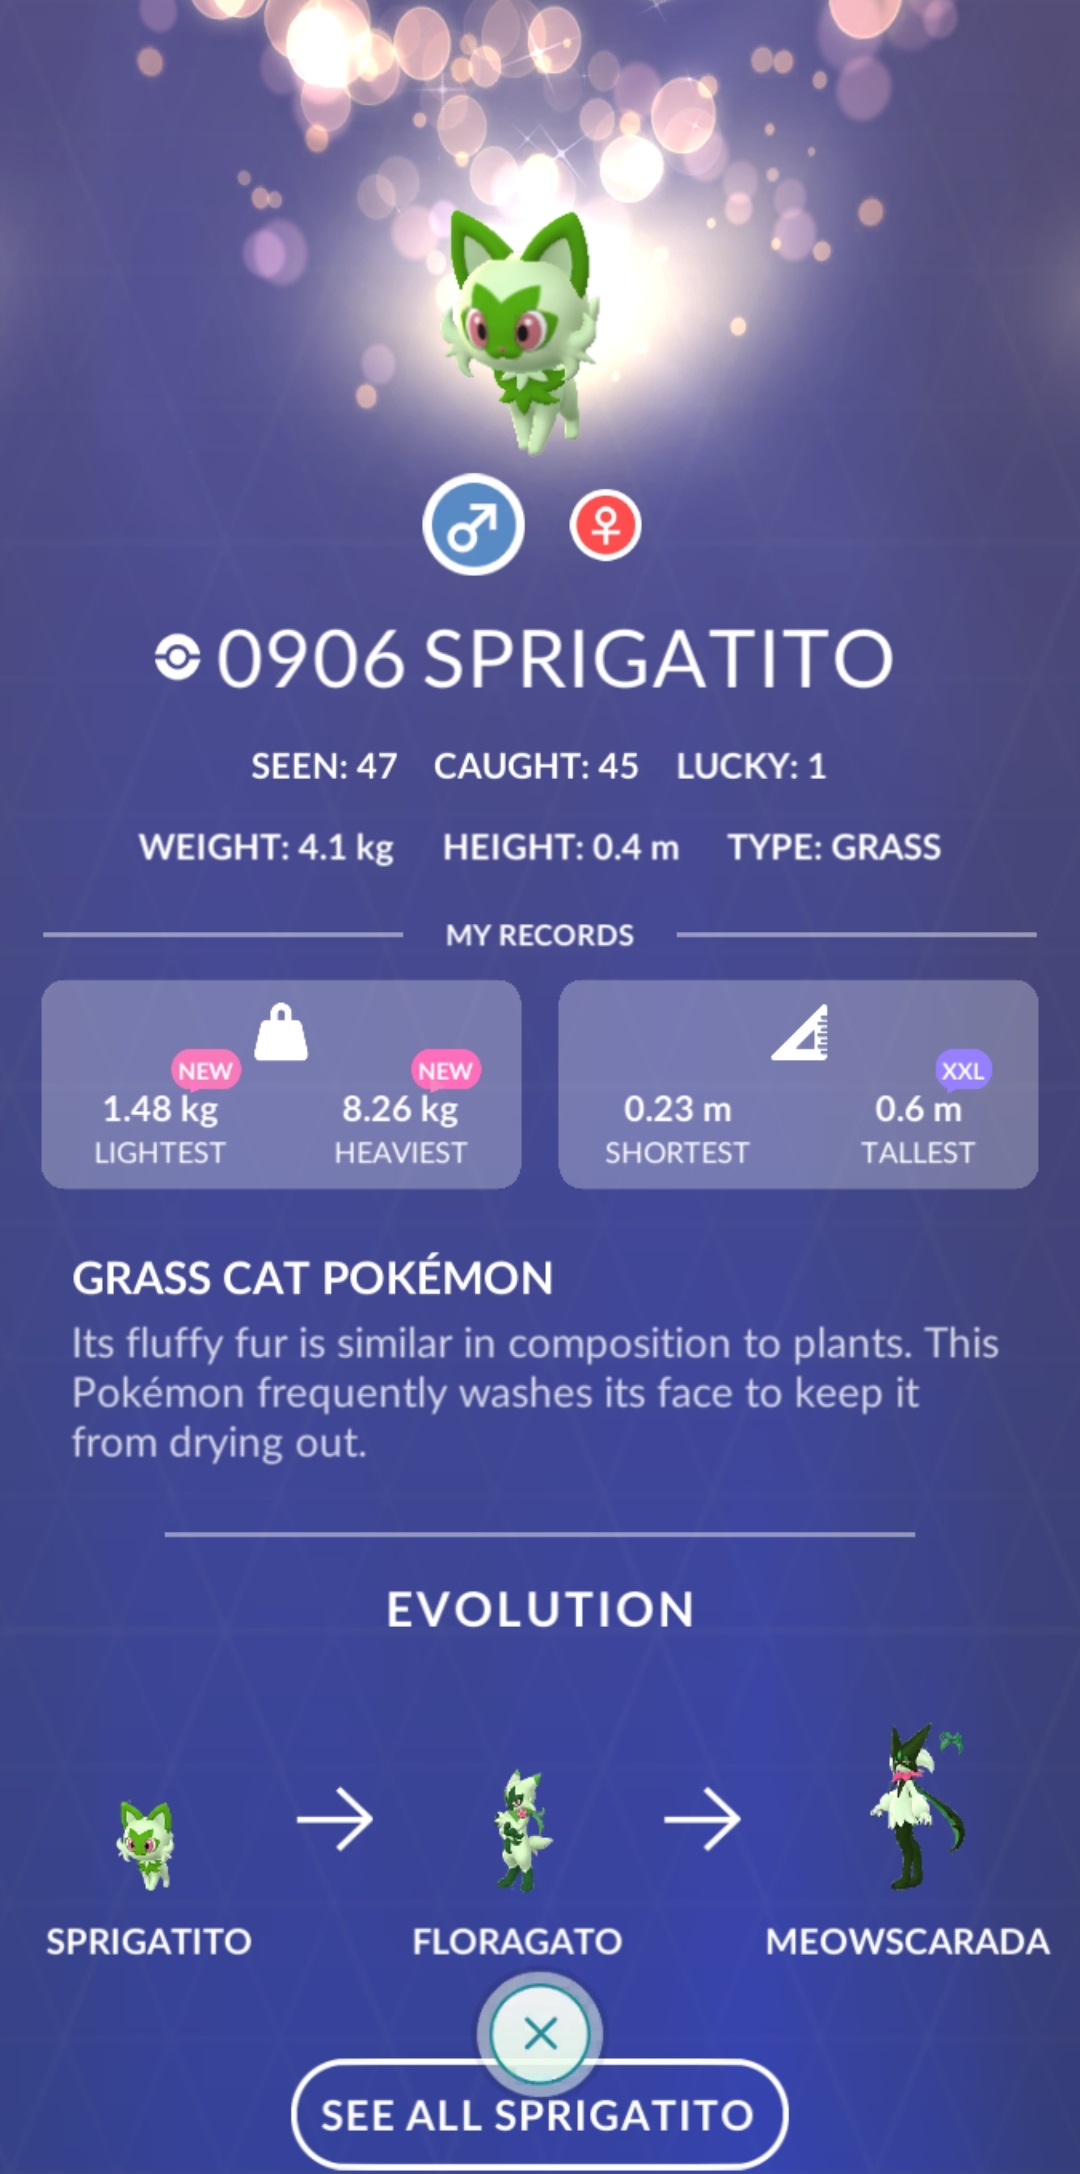 0906 SPRIGATITO
SEEN: 47 CAUGHT: 45 LUCKY: 1
WEIGHT: 4.1 kg HEIGHT: 0.4 m TYPE: GRASS
MY RECORDS
NEW NEW XXL
1.48 kg 8.26 kg 0.23 m 0.6 m
LIGHTEST HEAVIEST SHORTEST TALLEST
GRASS CAT POKÉMON
Its fluffy fur is similar in composition to plants. This
Pokémon frequently washes its face to keep it
from drying out.
EVOLUTION
SPRIGATITO FLORAGATO MEOWSCARADA
SEE ALL SPRIGATITO